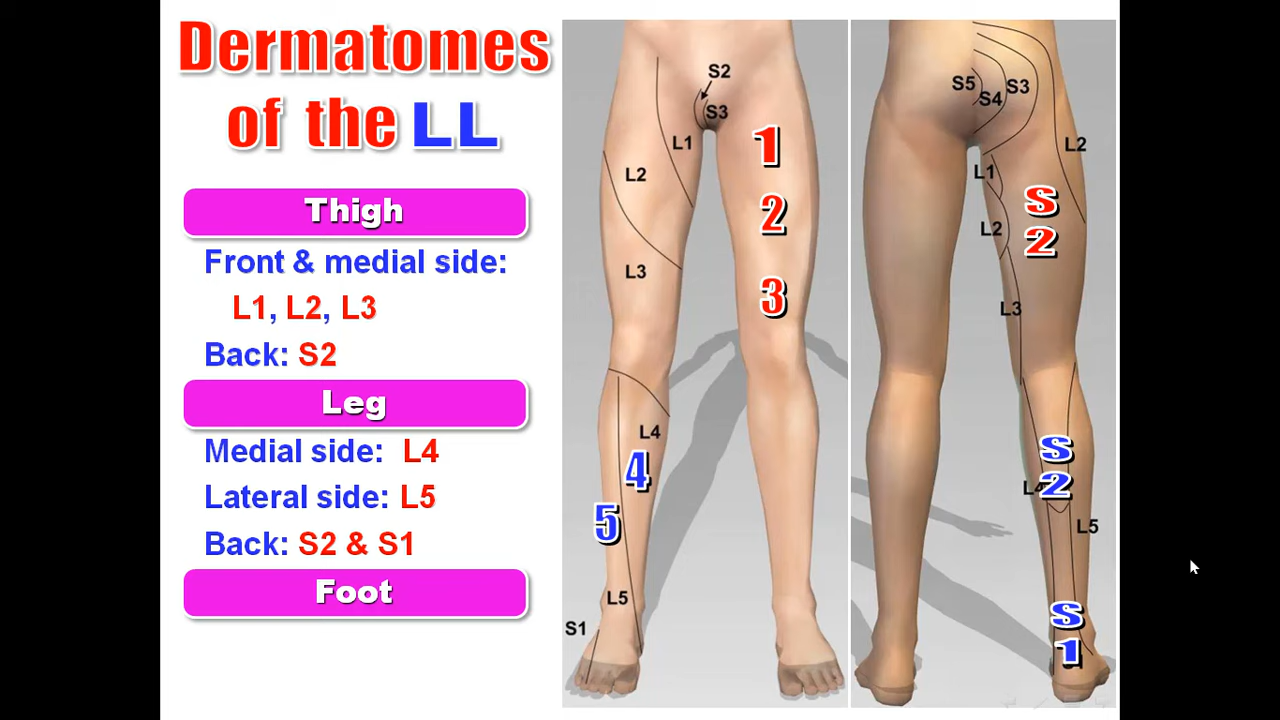 Dermatomes
of the LL
Thigh
Front & medial side:
L1, L2, L3
Back: S2
Leg
Medial side: L4
Lateral side: L5
Back: S2 & S1
Foot
S2
S3
L1
L2
L3
L4
L5
S1
1
2
3
4
5
S5
S4
S3
L2
L1
S
2
L2
L3
S
2
L4
L5
S
1